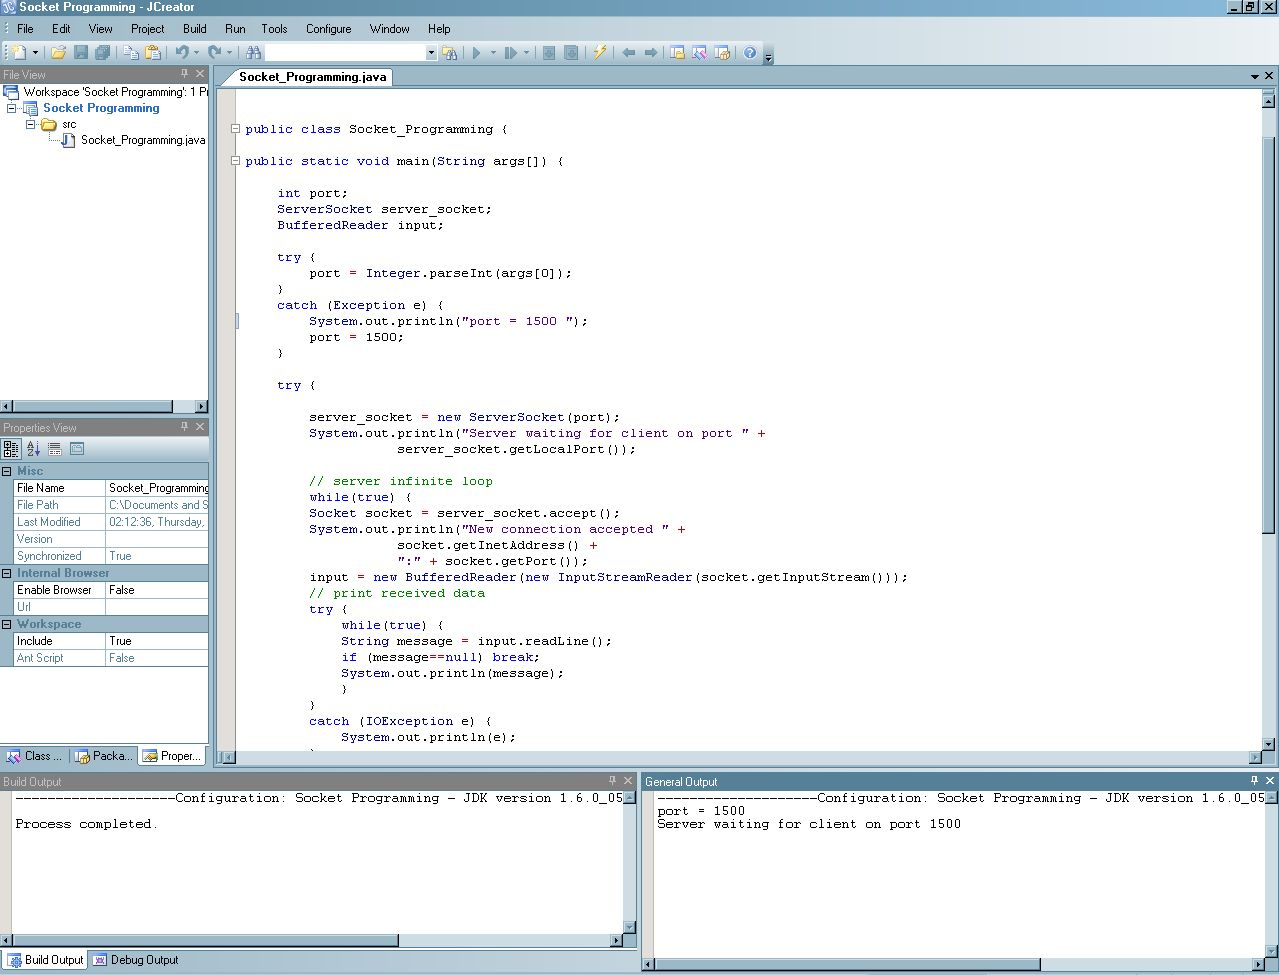 Socket Programming - JCreator
File Edit View Project Build Run Tools Configure Window Help
File View
Workspace 'Socket Programming': 1 Pr
Socket Programming
src
Socket_Programming.java
Socket_Programming.java
public class Socket_Programming {
public static void main(String args[]) {
int port;
ServerSocket server_socket;
BufferedReader input;
try {
port = Integer.parseInt(args[0]);
}
catch (Exception e) {
System.out.println("port = 1500 ");
port = 1500;
}
try {
server_socket = new ServerSocket(port);
System.out.println("Server waiting for client on port " +
server_socket.getLocalPort());
// server infinite loop
while(true) {
Socket socket = server_socket.accept();
System.out.println("New connection accepted " +
socket.getInetAddress() +
":" + socket.getPort());
input = new BufferedReader(new InputStreamReader(socket.getInputStream()));
// print received data
try {
while(true) {
String message = input.readLine();
if (message==null) break;
System.out.println(message);
}
}
catch (IOException e) {
System.out.println(e);
Properties View
Misc
File Name Socket_Programming
File Path C:\Documents and S
Last Modified 02:12:36, Thursday,
Version
Synchronized True
Internal Browser
Enable Browser False
Url
Workspace
Include True
Ant Script False
Class ... Packa... Proper...
Build Output
--------------------Configuration: Socket Programming - JDK version 1.6.0_05
Process completed.
Build Output Debug Output
General Output
--------------------Configuration: Socket Programming - JDK version 1.6.0_05
port = 1500
Server waiting for client on port 1500